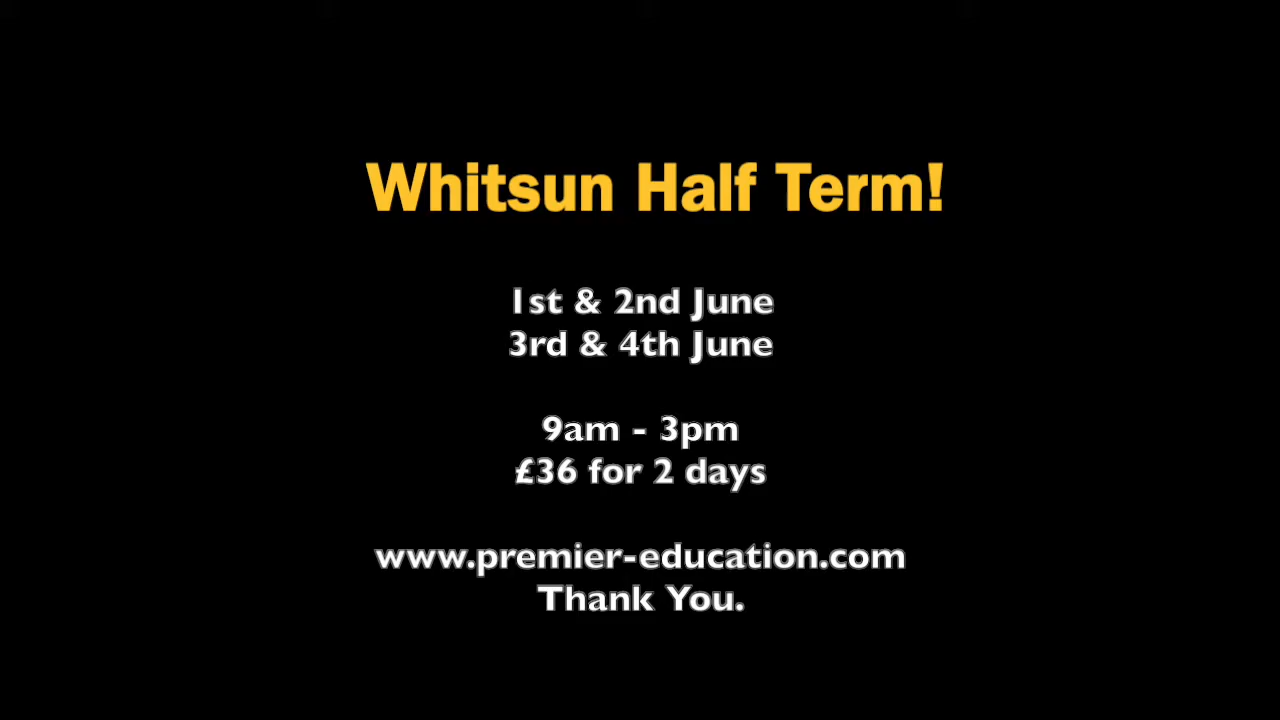 Whitsun Half Term!
1st & 2nd June
3rd & 4th June
9am - 3pm
£36 for 2 days
www.premier-education.com
Thank You.